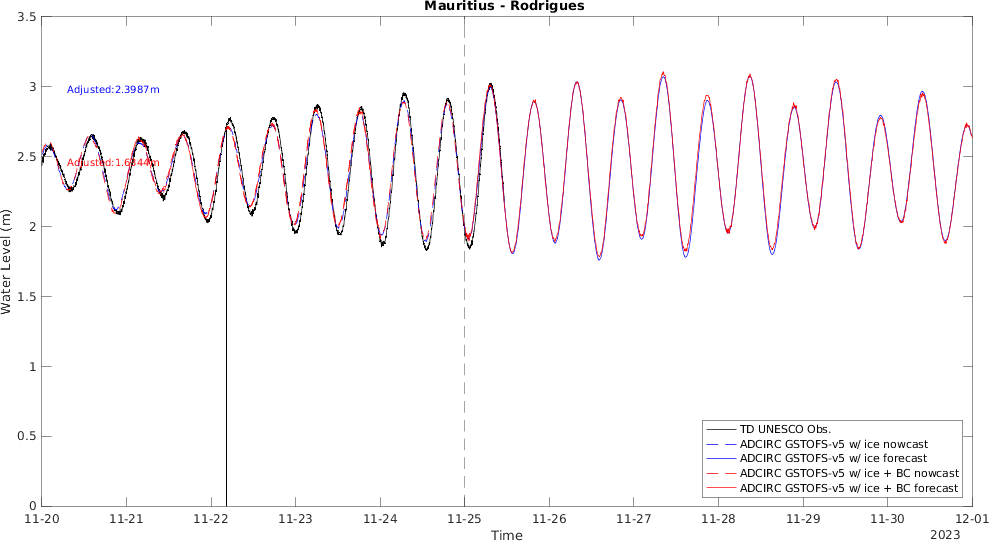 Mauritius - Rodrigues
3.5
3
2.5
2
1.5
1
0.5
0
Water Level (m)
Adjusted:2.3987m
TD UNESCO Obs.
ADCIRC GSTOFS-v5 w/ ice nowcast
ADCIRC GSTOFS-v5 w/ ice forecast
ADCIRC GSTOFS-v5 w/ ice + BC nowcast
ADCIRC GSTOFS-v5 w/ ice + BC forecast
11-20 11-21 11-22 11-23 11-24 11-25 11-26 11-27 11-28 11-29 11-30 12-01
Time
2023